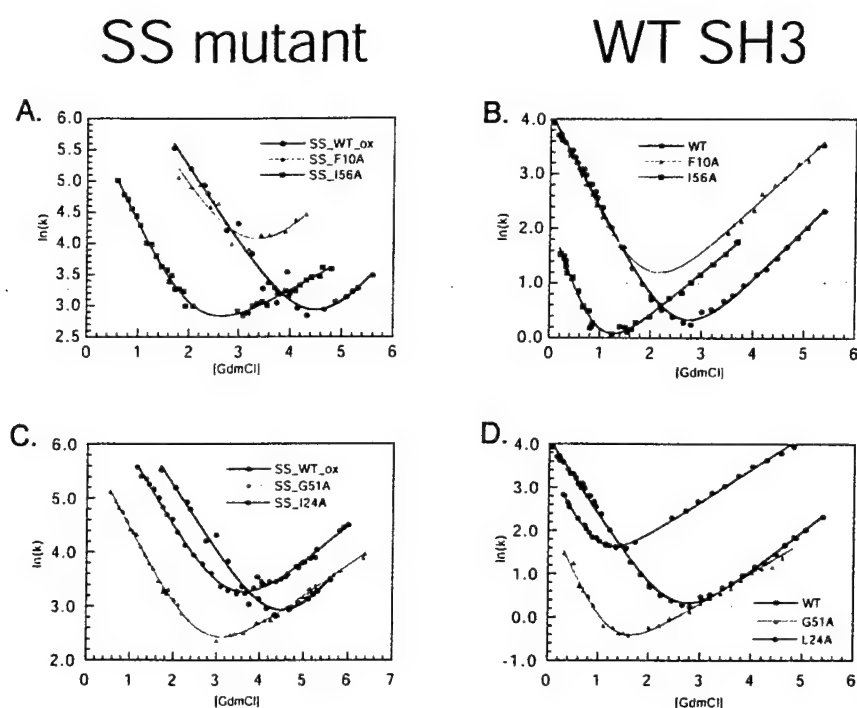 SS mutant
WT SH3
A.
6.0
5.5
5.0
4.5
4.0
3.5
3.0
2.5
ln(k)
SS_WT_ox
SS_F10A
SS_I56A
0 1 2 3 4 5 6
[GdmCl]
B.
4.0
3.0
2.0
1.0
0.0
ln(k)
WT
F10A
I56A
0 1 2 3 4 5 6
[GdmCl]
C.
6.0
5.0
4.0
3.0
2.0
ln(k)
SS_WT_ox
SS_G51A
SS_I24A
0 1 2 3 4 5 6 7
[GdmCl]
D.
4.0
3.0
2.0
1.0
0.0
-1.0
ln(k)
WT
G51A
L24A
0 1 2 3 4 5 6
[GdmCl]